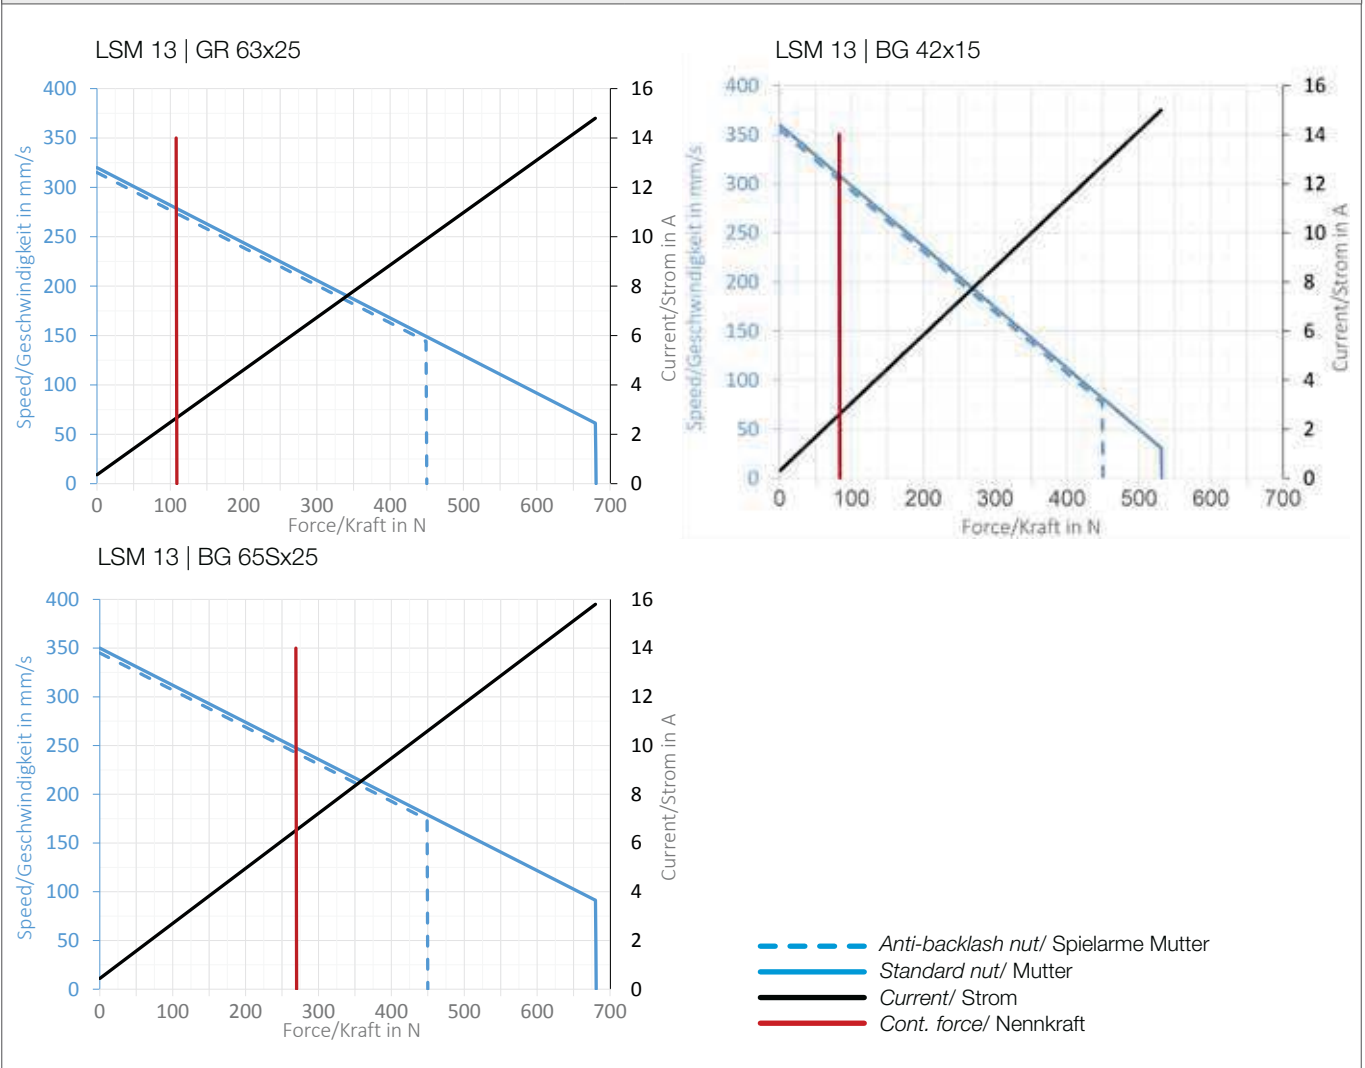 LSM 13 | GR 63x25
400
350
300
250
200
150
100
50
0
Speed/Geschwindigkeit in mm/s
16
14
12
10
8
6
4
2
0
Current/Strom in A
0 100 200 300 400 500 600 700
Force/Kraft in N
LSM 13 | BG 42x15
400
350
300
250
200
150
100
50
0
Speed/Geschwindigkeit in mm/s
16
14
12
10
8
6
4
2
0
Current/Strom in A
0 100 200 300 400 500 600 700
Force/Kraft in N
LSM 13 | BG 65Sx25
400
350
300
250
200
150
100
50
0
Speed/Geschwindigkeit in mm/s
16
14
12
10
8
6
4
2
0
Current/Strom in A
0 100 200 300 400 500 600 700
Force/Kraft in N
Anti-backlash nut/ Spielarme Mutter
Standard nut/ Mutter
Current/ Strom
Cont. force/ Nennkraft